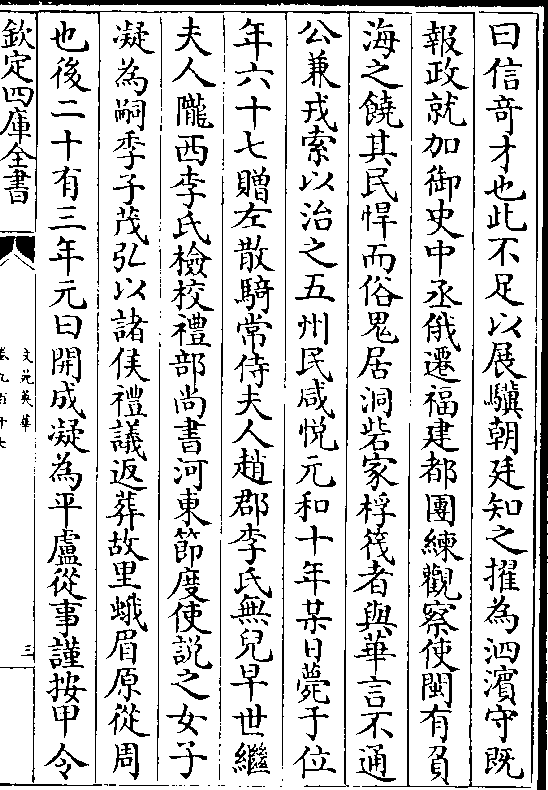 曰信奇才也此不足以展驥朝廷知之擢為泗濱守既
報政就加御史中丞俄遷福建都團練觀察使閩有負
海之饒其民悍而俗鬼居洞砦家桴筏者與華言不通
公兼戎索以治之五州民咸悅元和十年某日薨于位
年六十七贈左散騎常侍夫人趙郡李氏無兒早世繼
夫人隴西李氏檢校禮部尚書河東節度使説之女子
凝為嗣季子茂弘以諸侯禮議返葬故里蛾眉原從周
也後二十有三年元曰開成凝為平盧從事謹按甲令
欽定四庫全書
文苑英華
卷九百十七
三